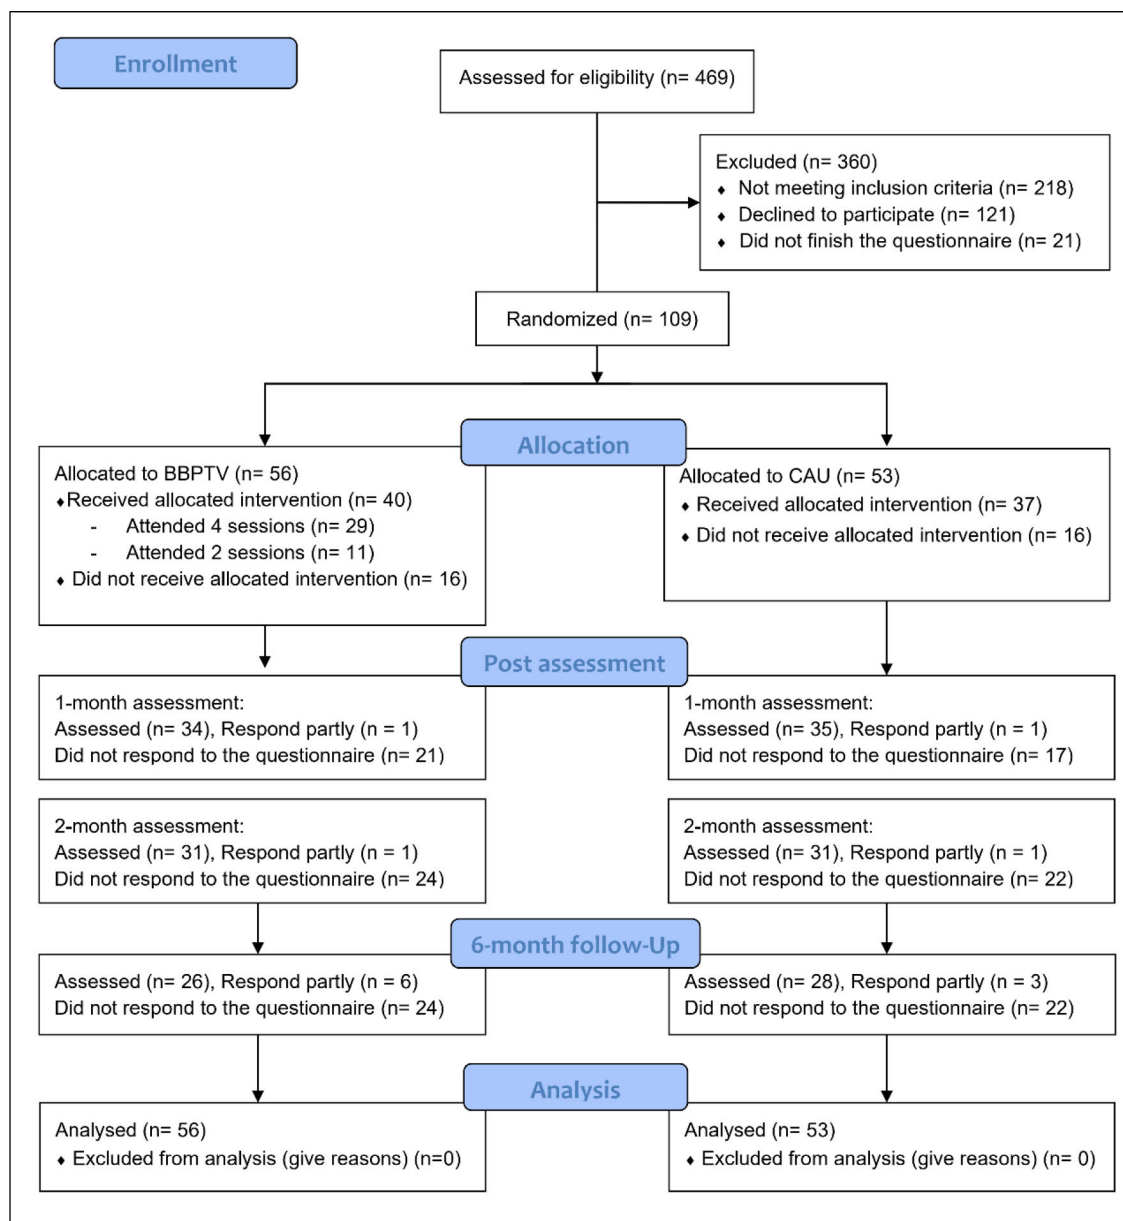 Enrollment
Assessed for eligibility (n= 469)
Excluded (n= 360)
♦ Not meeting inclusion criteria (n= 218)
♦ Declined to participate (n= 121)
♦ Did not finish the questionnaire (n= 21)
Randomized (n= 109)
Allocation
Allocated to BBPTV (n= 56)
♦Received allocated intervention (n= 40)
- Attended 4 sessions (n= 29)
- Attended 2 sessions (n= 11)
♦ Did not receive allocated intervention (n= 16)
Allocated to CAU (n= 53)
♦ Received allocated intervention (n= 37)
♦ Did not receive allocated intervention (n= 16)
Post assessment
1-month assessment:
Assessed (n= 34), Respond partly (n = 1)
Did not respond to the questionnaire (n= 21)
1-month assessment:
Assessed (n= 35), Respond partly (n = 1)
Did not respond to the questionnaire (n= 17)
2-month assessment:
Assessed (n= 31), Respond partly (n = 1)
Did not respond to the questionnaire (n= 24)
2-month assessment:
Assessed (n= 31), Respond partly (n = 1)
Did not respond to the questionnaire (n= 22)
6-month follow-Up
Assessed (n= 26), Respond partly (n = 6)
Did not respond to the questionnaire (n= 24)
Assessed (n= 28), Respond partly (n = 3)
Did not respond to the questionnaire (n= 22)
Analysis
Analysed (n= 56)
♦ Excluded from analysis (give reasons) (n=0)
Analysed (n= 53)
♦ Excluded from analysis (give reasons) (n= 0)